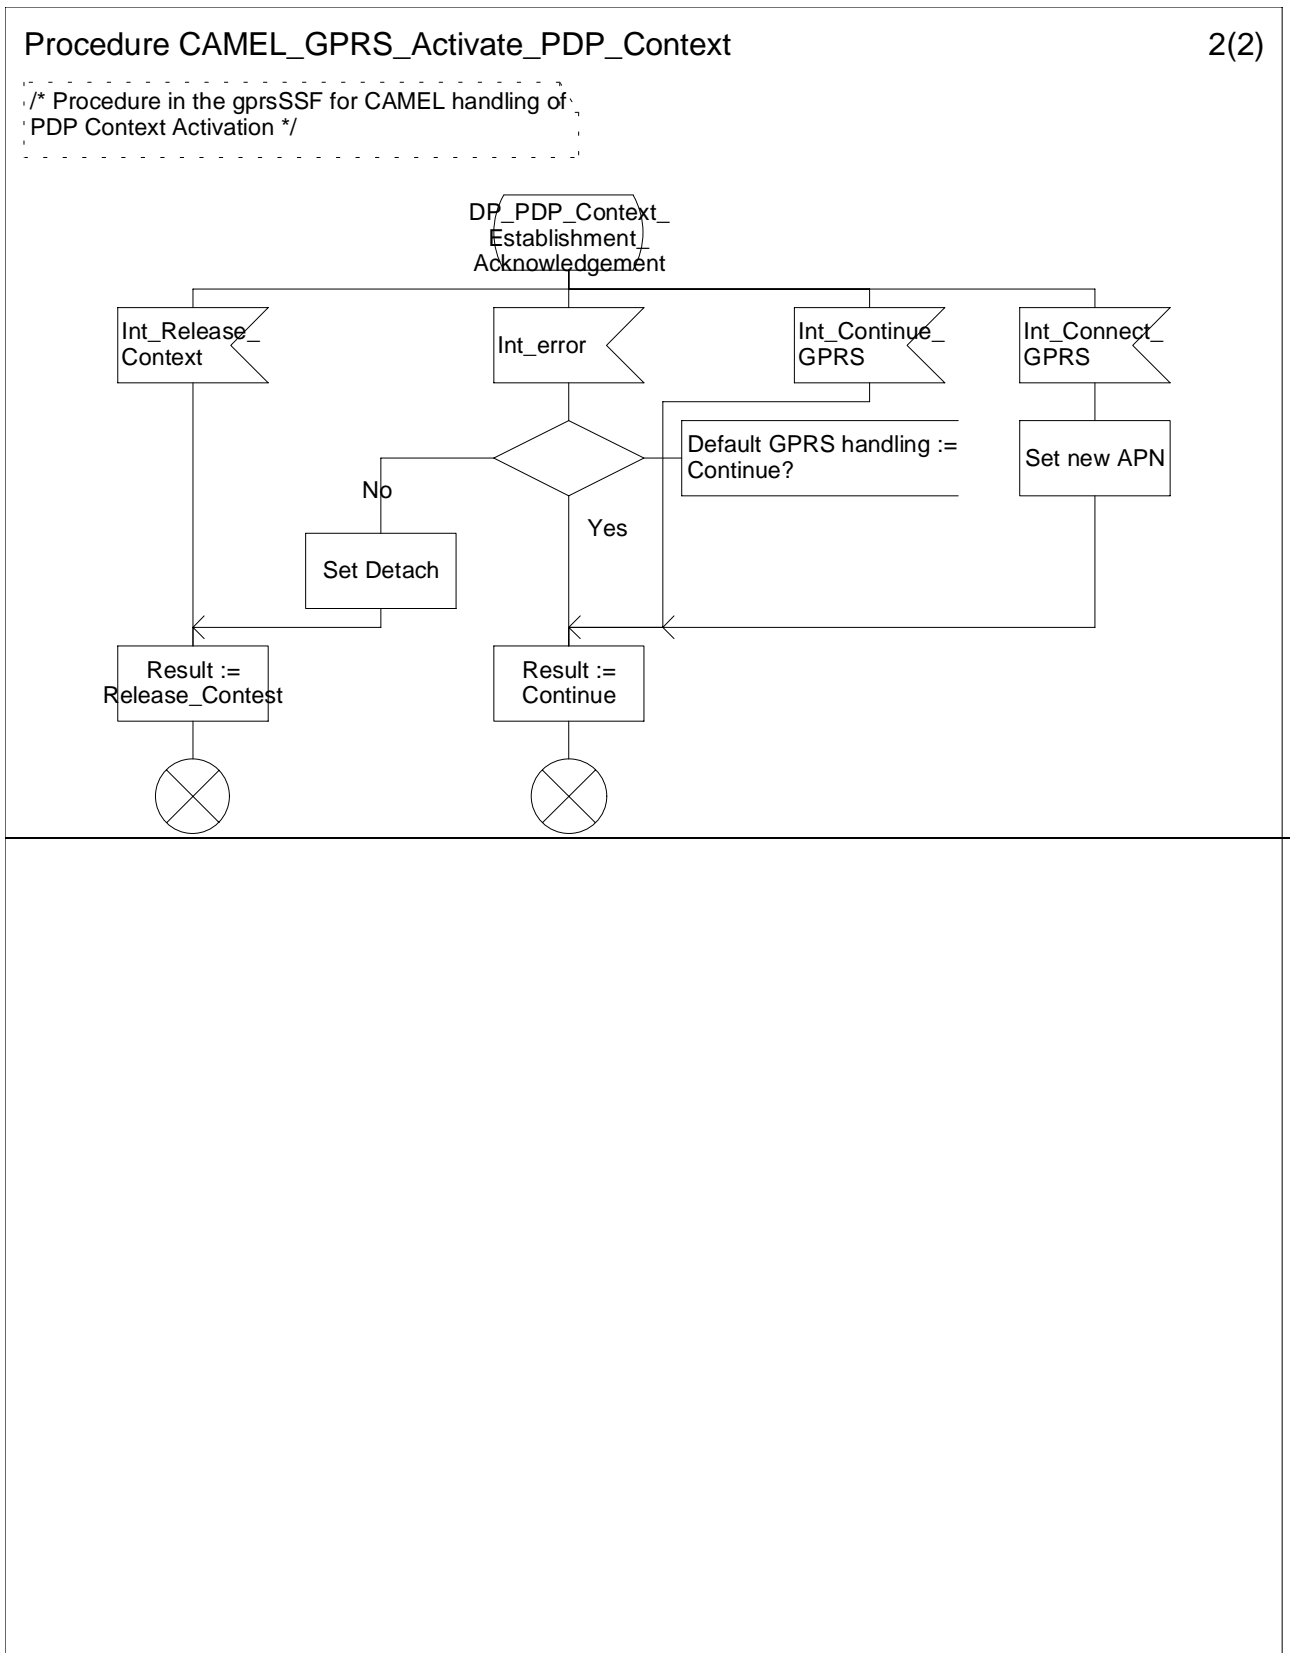 Procedure CAMEL_GPRS_Activate_PDP_Context
2(2)
/* Procedure in the gprsSSF for CAMEL handling of
PDP Context Activation */
DP_PDP_Context_
Establishment_
Acknowledgement
Int_Release_
Context
Int_error
Int_Continue_
GPRS
Int_Connect_
GPRS
Default GPRS handling :=
Continue?
Set new APN
No
Yes
Set Detach
Result :=
Release_Contest
Result :=
Continue